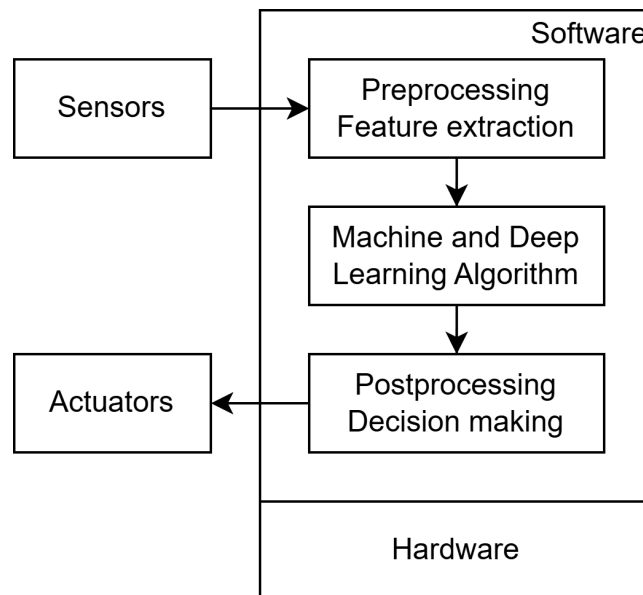 Software
Sensors
Preprocessing
Feature extraction
Machine and Deep
Learning Algorithm
Actuators
Postprocessing
Decision making
Hardware